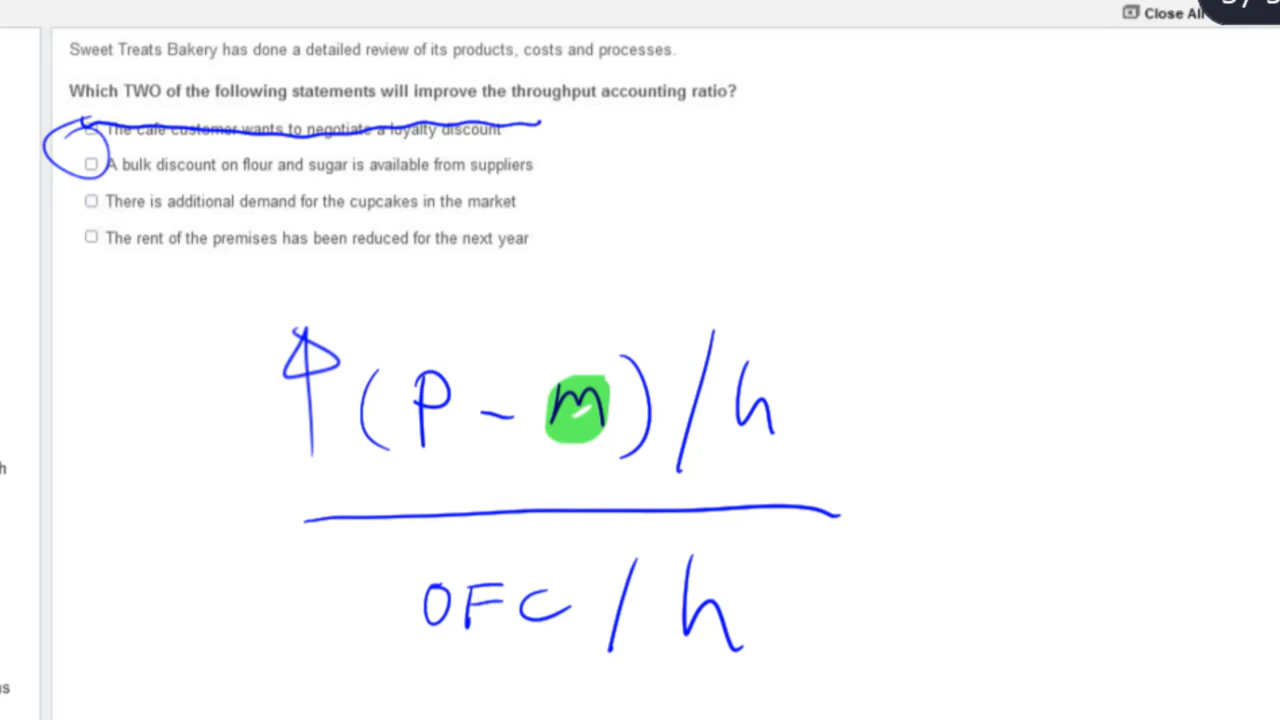 Close All
Sweet Treats Bakery has done a detailed review of its products, costs and processes.
Which TWO of the following statements will improve the throughput accounting ratio?
The cafe customer wants to negotiate a loyalty discount
A bulk discount on flour and sugar is available from suppliers
There is additional demand for the cupcakes in the market
The rent of the premises has been reduced for the next year
↑ (P - m) / h
OFC / h
h